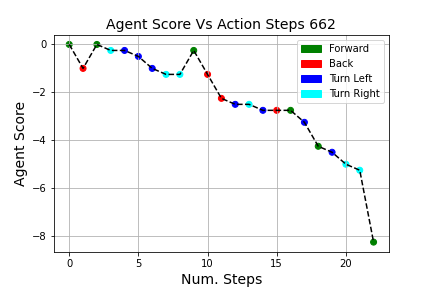 Agent Score Vs Action Steps 662
Forward
Back
Turn Left
Turn Right
0
−2
−4
−6
−8
Agent Score
0 5 10 15 20
Num. Steps